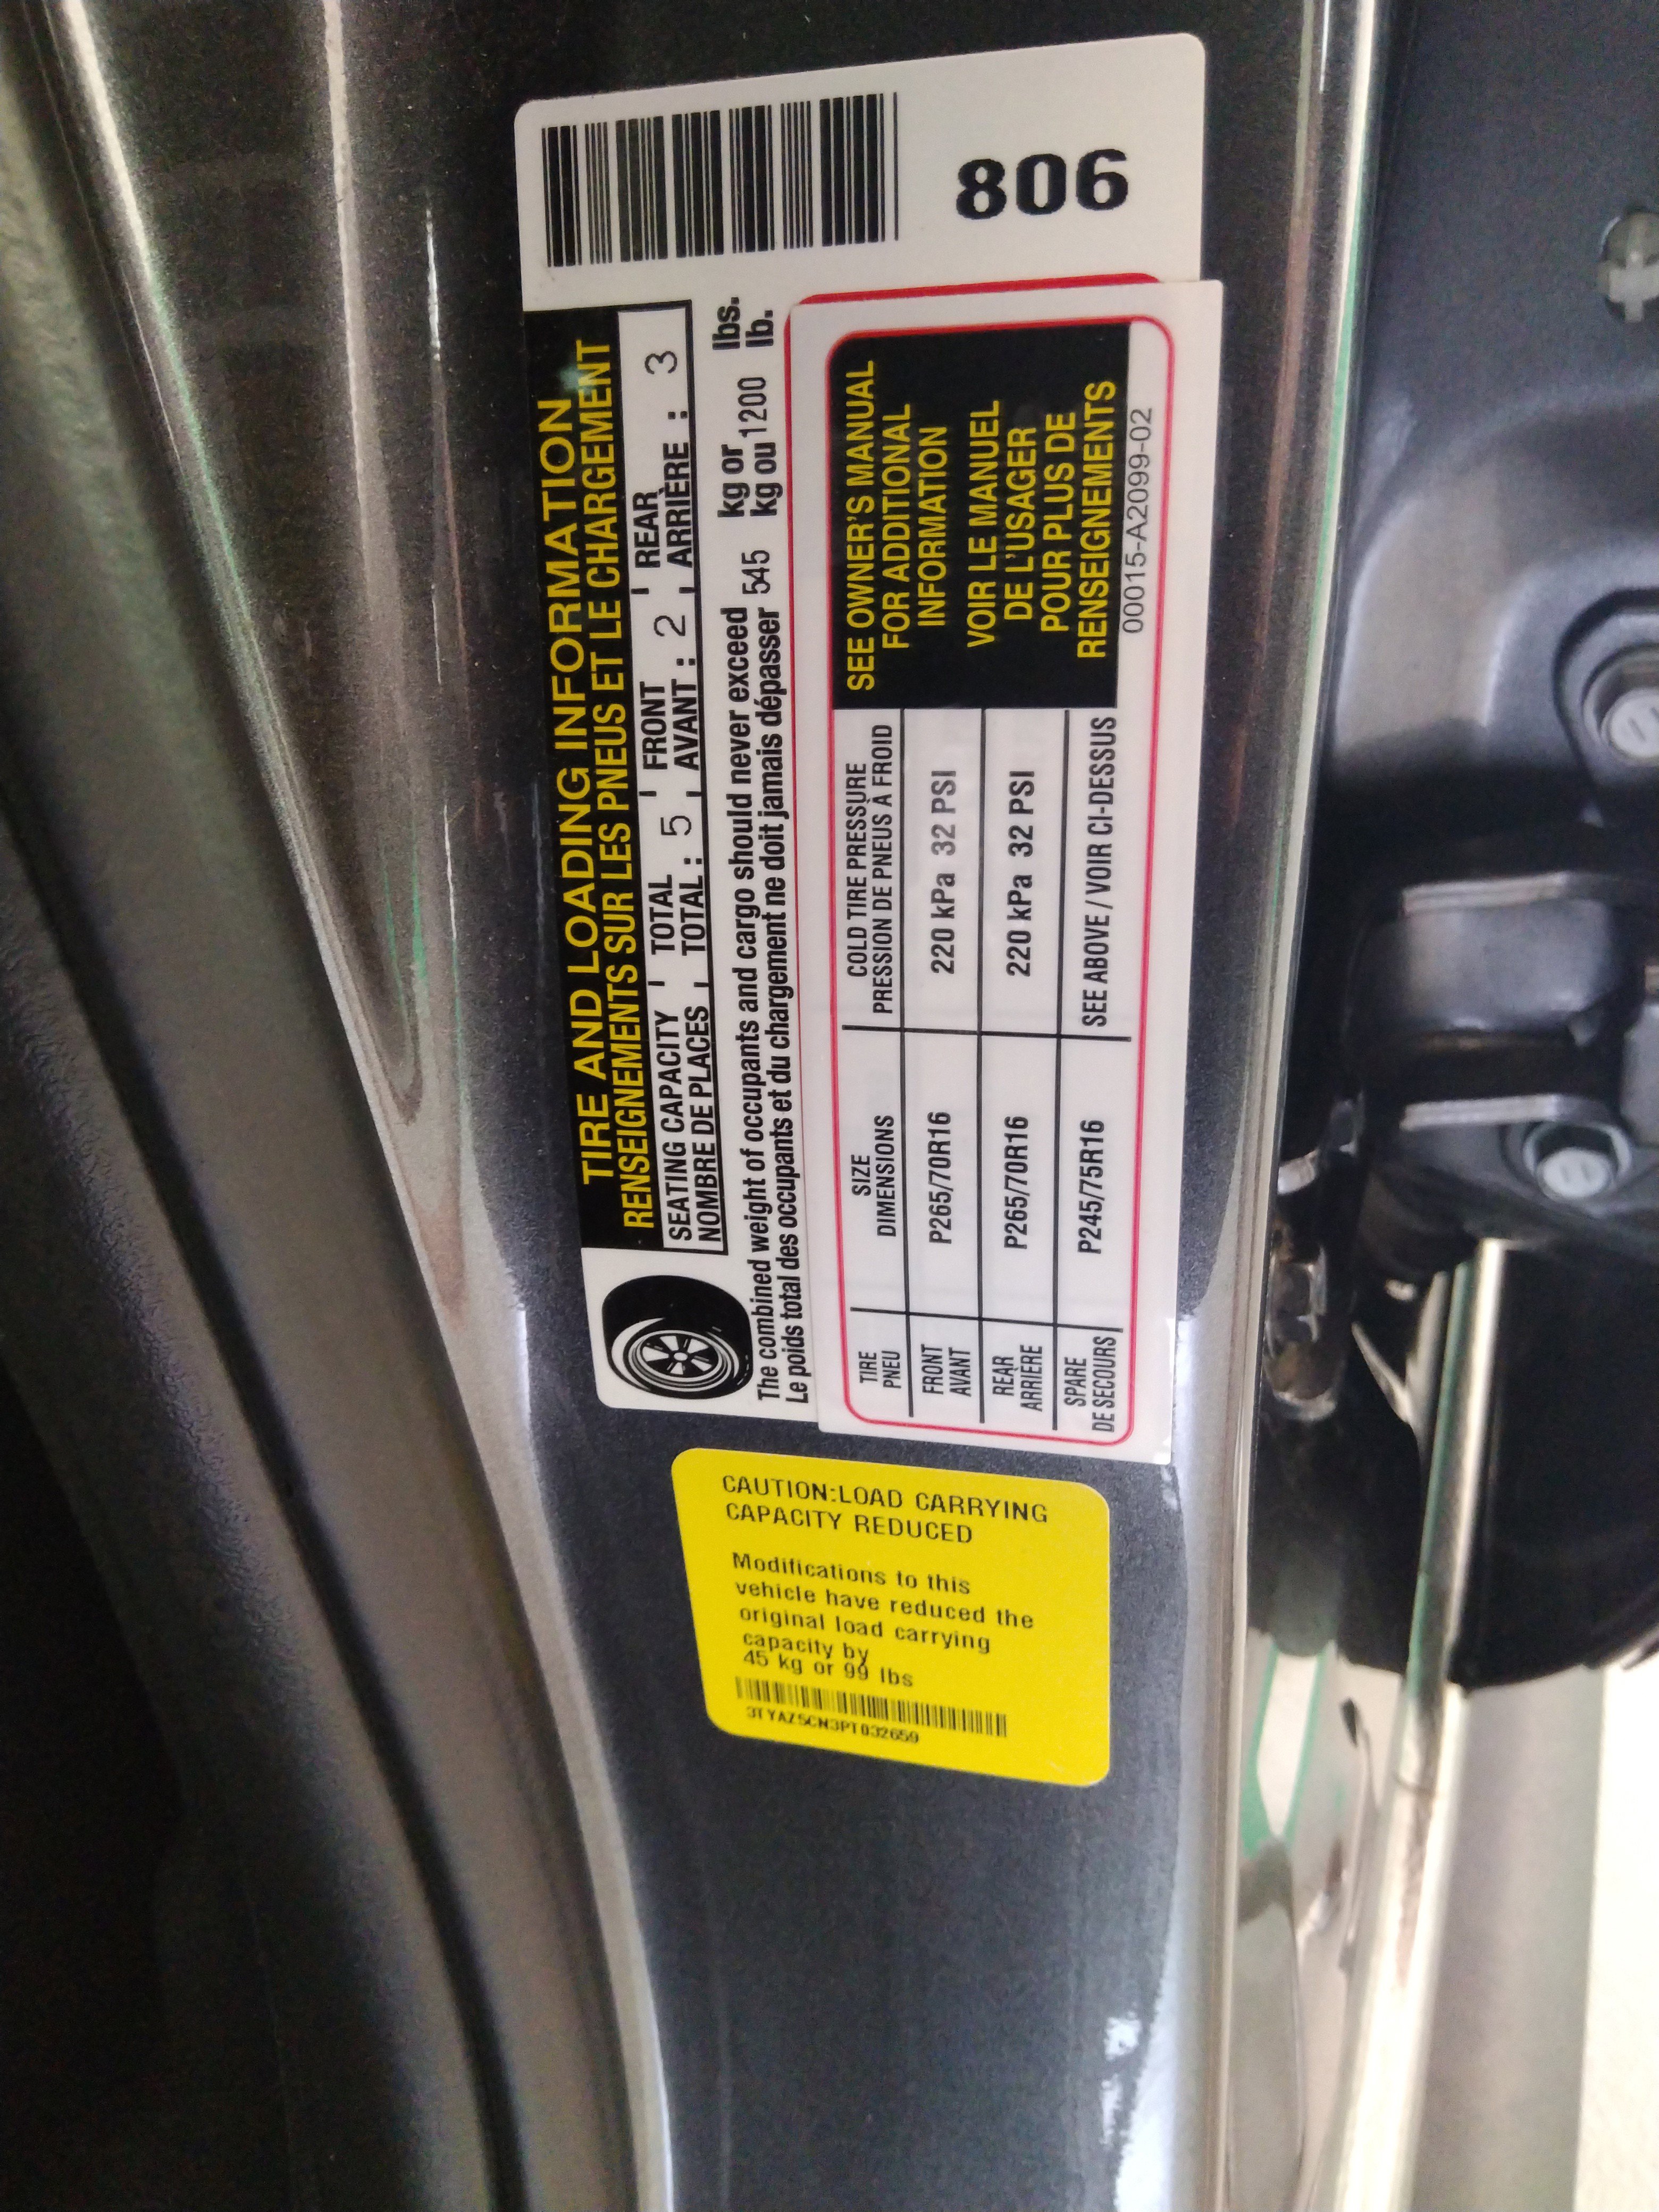 TIRE AND LOADING INFORMATION
RENSEIGNEMENTS SUR LES PNEUS ET LE CHARGEMENT
SEATING CAPACITY TOTAL FRONT REAR
NOMBRE DE PLACES TOTAL : 5 AVANT : 2 ARRIÈRE : 3
The combined weight of occupants and cargo should never exceed kg or lbs.
Le poids total des occupants et du chargement ne doit jamais dépasser 545 kg ou 1200 lb.
806
TIRE SIZE COLD TIRE PRESSURE
PNEU DIMENSIONS PRESSION DE PNEUS À FROID
FRONT
AVANT P265/70R16 220 kPa 32 PSI
REAR
ARRIÈRE P265/70R16 220 kPa 32 PSI
SPARE
DE SECOURS P245/75R16 SEE ABOVE / VOIR CI-DESSUS
SEE OWNER'S MANUAL
FOR ADDITIONAL
INFORMATION
VOIR LE MANUEL
DE L'USAGER
POUR PLUS DE
RENSEIGNEMENTS
00015-A2099-02
CAUTION:LOAD CARRYING
CAPACITY REDUCED
Modifications to this
vehicle have reduced the
original load carrying
capacity by
45 kg or 99 lbs
3TYAZ5CN3PT032659